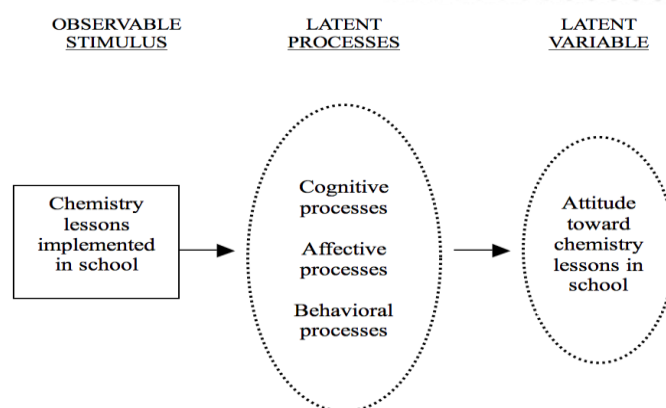 OBSERVABLE
STIMULUS
LATENT
PROCESSES
LATENT
VARIABLE
Chemistry
lessons
implemented
in school
Cognitive
processes
Affective
processes
Behavioral
processes
Attitude
toward
chemistry
lessons in
school